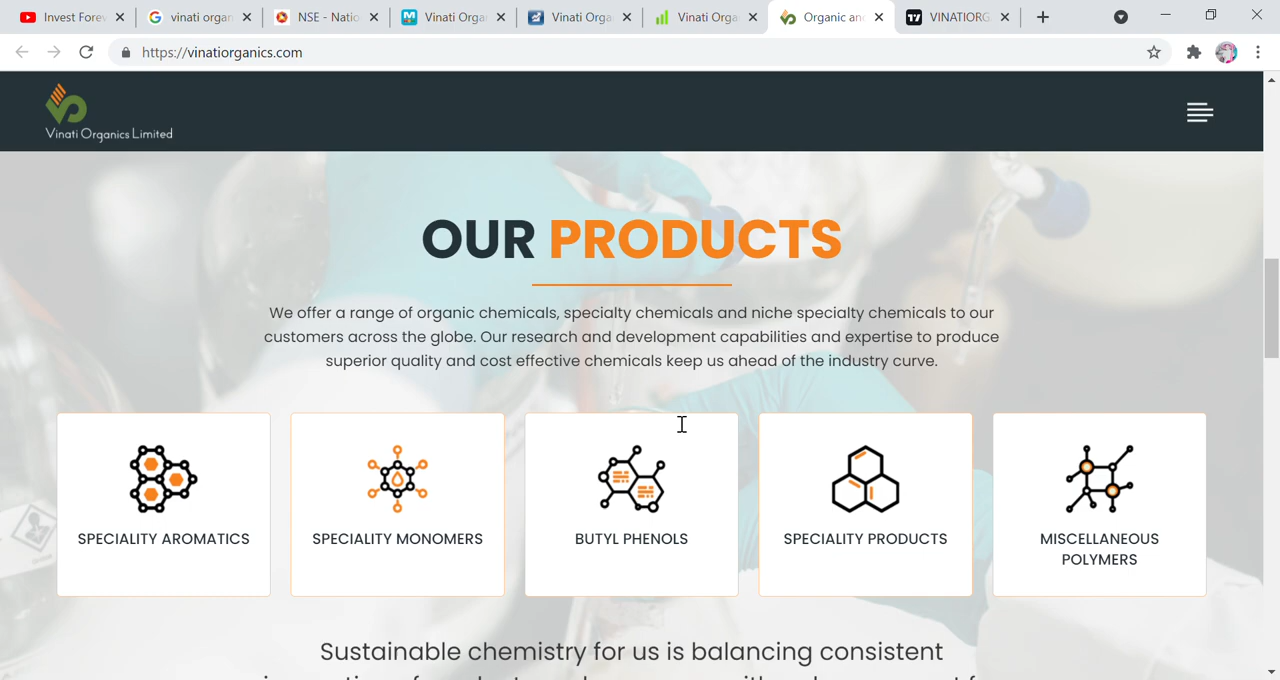 Invest Forev
vinati organ
NSE - Natio
Vinati Orga
Vinati Orga
Vinati Orga
Organic and
VINATIORG
https://vinatiorganics.com
Vinati Organics Limited
OUR PRODUCTS
We offer a range of organic chemicals, specialty chemicals and niche specialty chemicals to our
customers across the globe. Our research and development capabilities and expertise to produce
superior quality and cost effective chemicals keep us ahead of the industry curve.
SPECIALITY AROMATICS
SPECIALITY MONOMERS
BUTYL PHENOLS
SPECIALITY PRODUCTS
MISCELLANEOUS
POLYMERS
Sustainable chemistry for us is balancing consistent